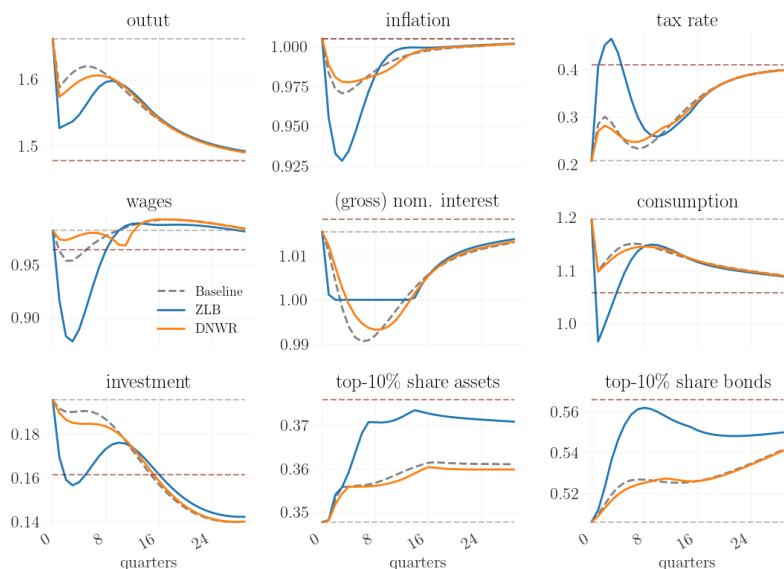 outut
inflation
tax rate
1.6
1.5
1.000
0.975
0.950
0.925
0.4
0.3
0.2
wages
(gross) nom. interest
consumption
0.95
0.90
Baseline
ZLB
DNWR
1.01
1.00
0.99
1.2
1.1
1.0
investment
top-10% share assets
top-10% share bonds
0.18
0.16
0.14
0.37
0.36
0.35
0.56
0.54
0.52
0 8 16 24
0 8 16 24
0 8 16 24
quarters
quarters
quarters